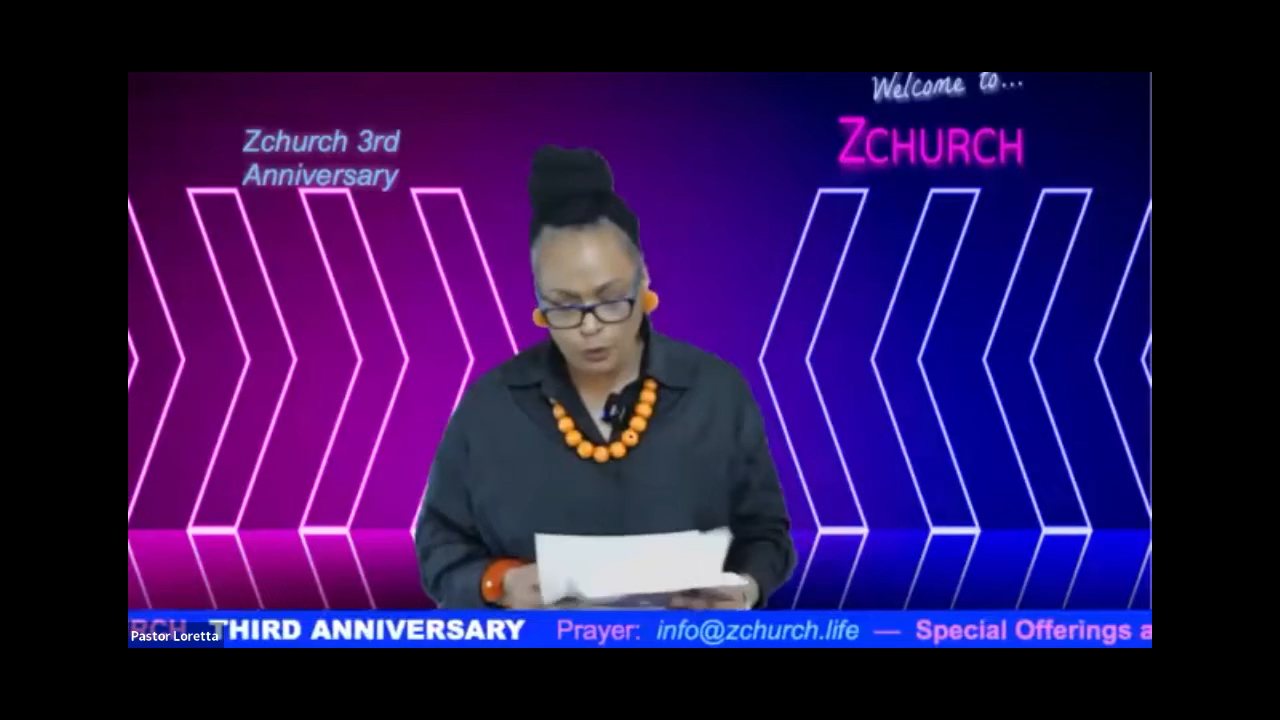 Welcome to...
ZCHURCH
Zchurch 3rd
Anniversary
Pastor Loretta
THIRD ANNIVERSARY Prayer: info@zchurch.life — Special Offerings a